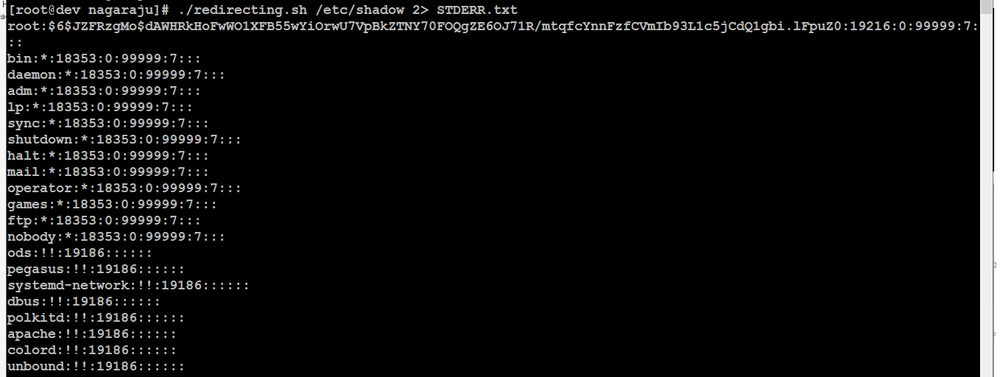 [root@dev nagaraju]# ./redirecting.sh /etc/shadow 2> STDERR.txt
root:$6$JZFRzgMo$dAWHRkHoFwWO1XFB55wYiOrwU7VpBkZTNY70FOQgZE6OJ71R/mtqfcYnnFzfCVmIb93L1c5jCdQ1gbi.lFpuZ0:19216:0:99999:7:
::
bin:*:18353:0:99999:7:::
daemon:*:18353:0:99999:7:::
adm:*:18353:0:99999:7:::
lp:*:18353:0:99999:7:::
sync:*:18353:0:99999:7:::
shutdown:*:18353:0:99999:7:::
halt:*:18353:0:99999:7:::
mail:*:18353:0:99999:7:::
operator:*:18353:0:99999:7:::
games:*:18353:0:99999:7:::
ftp:*:18353:0:99999:7:::
nobody:*:18353:0:99999:7:::
ods:!!:19186::::::
pegasus:!!:19186::::::
systemd-network:!!:19186::::::
dbus:!!:19186::::::
polkitd:!!:19186::::::
apache:!!:19186::::::
colord:!!:19186::::::
unbound:!!:19186::::::